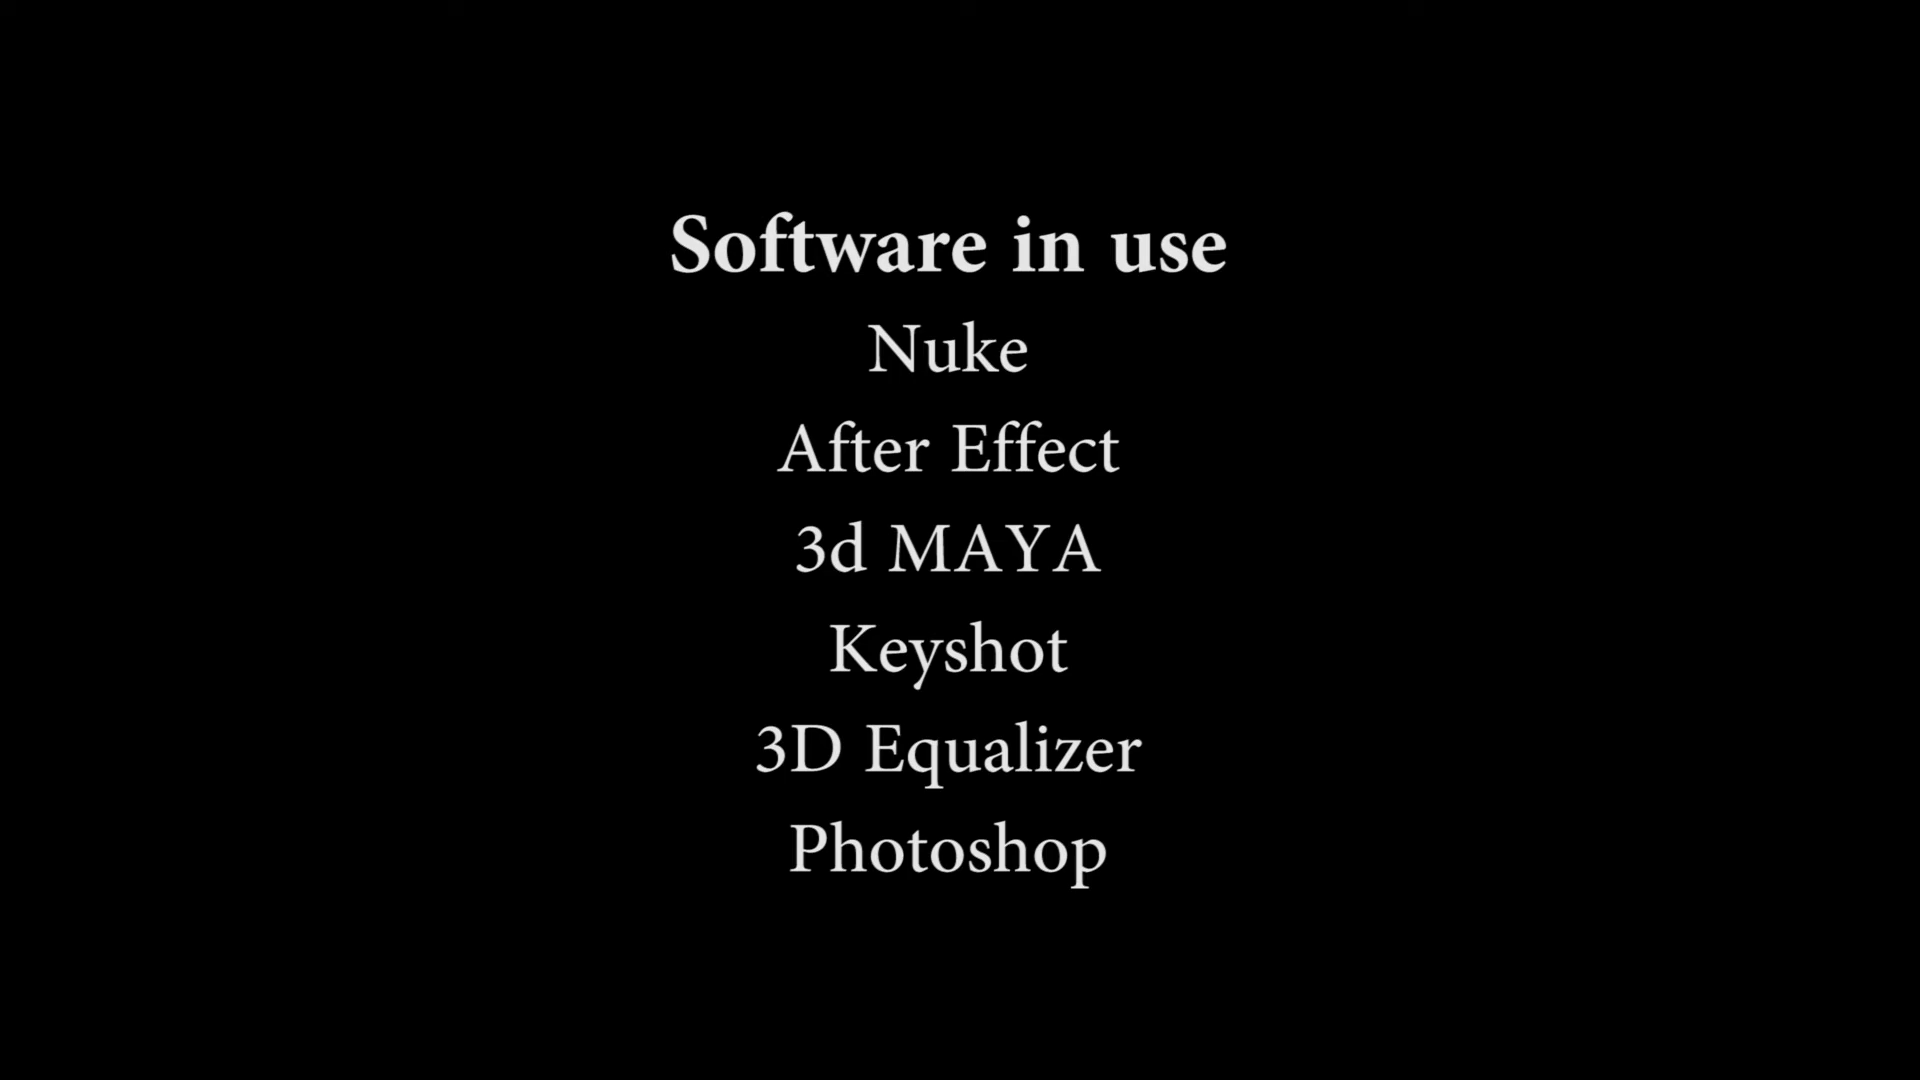 Software in use
Nuke
After Effect
3d MAYA
Keyshot
3D Equalizer
Photoshop